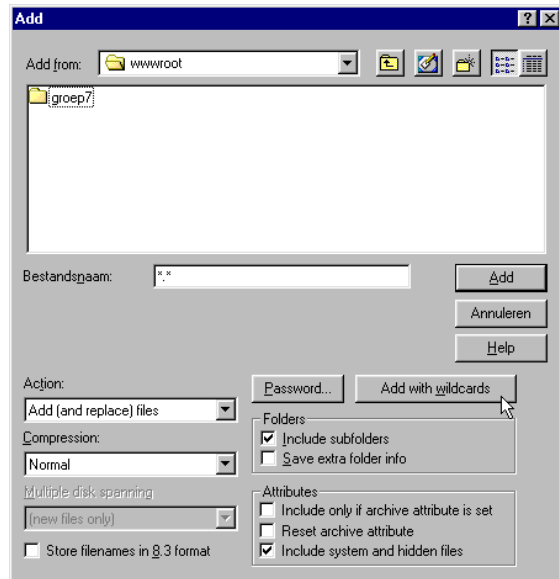 Add
Add from: wwwroot
groep7
Bestandsnaam: *.*
Add
Annuleren
Help
Action:
Add (and replace) files
Compression:
Normal
Multiple disk spanning
(new files only)
Store filenames in 8.3 format
Password... Add with wildcards
Folders
Include subfolders
Save extra folder info
Attributes
Include only if archive attribute is set
Reset archive attribute
Include system and hidden files